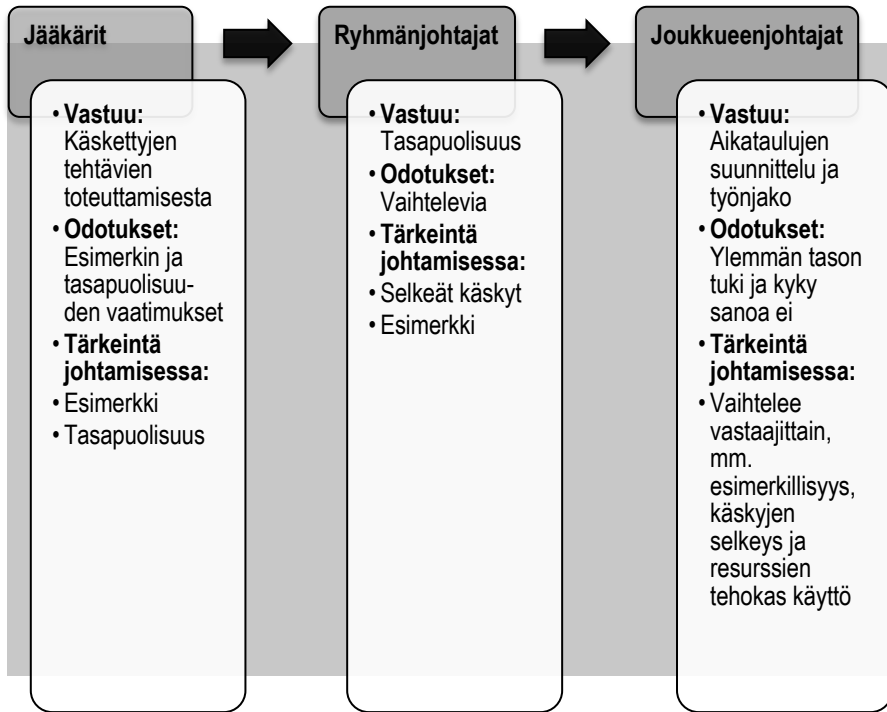 Jääkärit
• Vastuu:
Käskettyjen
tehtävien
toteuttamisesta
• Odotukset:
Esimerkin ja
tasapuolisuu-
den vaatimukset
• Tärkeintä
johtamisessa:
• Esimerkki
• Tasapuolisuus
Ryhmänjohtajat
• Vastuu:
Tasapuolisuus
• Odotukset:
Vaihtelevia
• Tärkeintä
johtamisessa:
• Selkeät käskyt
• Esimerkki
Joukkueenjohtajat
• Vastuu:
Aikataulujen
suunnittelu ja
työnjako
• Odotukset:
Ylemmän tason
tuki ja kyky
sanoa ei
• Tärkeintä
johtamisessa:
• Vaihtelee
vastaajittain,
mm.
esimerkillisyys,
käskyjen
selkeys ja
resurssien
tehokas käyttö